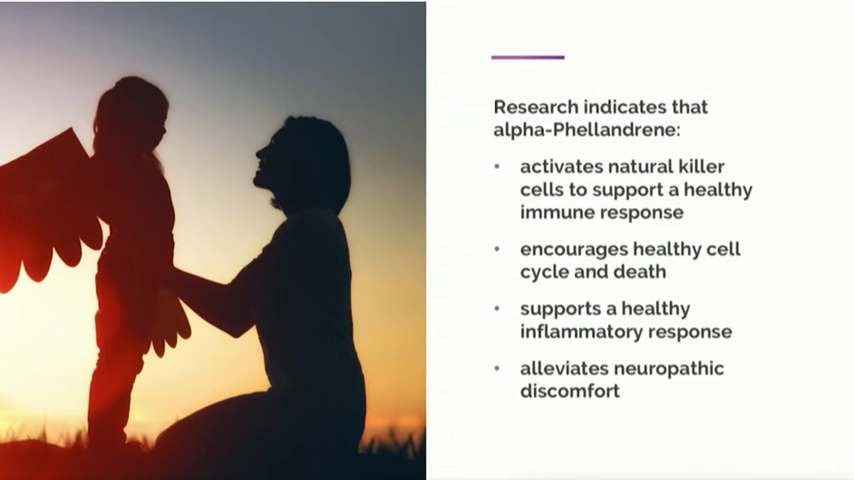 Research indicates that
alpha-Phellandrene:
• activates natural killer
cells to support a healthy
immune response
• encourages healthy cell
cycle and death
• supports a healthy
inflammatory response
• alleviates neuropathic
discomfort